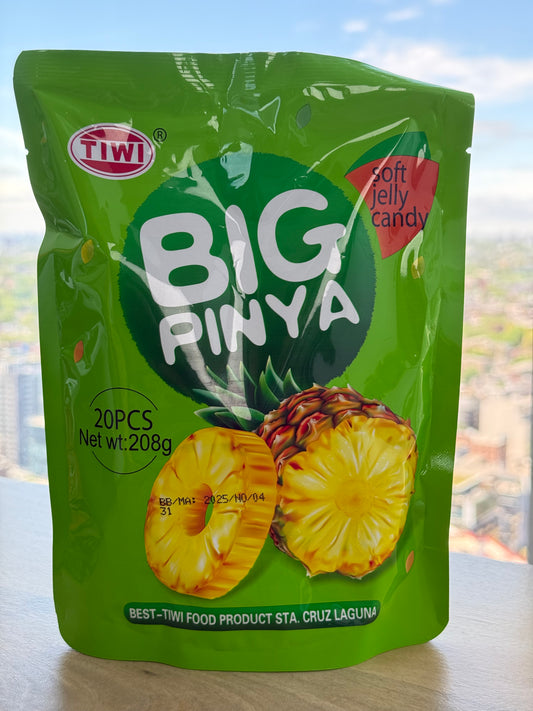 TIWI ®
soft
jelly
candy
BIG
PINYA
20PCS
Net wt:208g
BB/MA: 2025/NO/04
31
BEST-TIWI FOOD PRODUCT STA. CRUZ LAGUNA